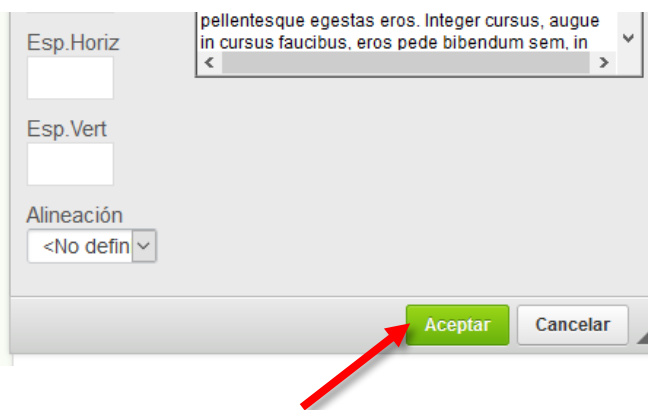 pellentesque egestas eros. Integer cursus, augue
in cursus faucibus, eros pede bibendum sem, in
Esp.Horiz
Esp.Vert
Alineación
<No defin
Aceptar
Cancelar